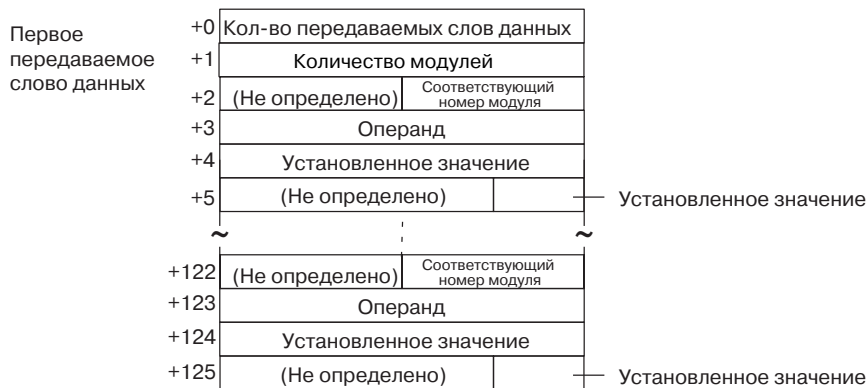 Первое
передаваемое
слово данных
+0 Кол-во передаваемых слов данных
+1 Количество модулей
+2 (Не определено) Соответствующий
номер модуля
+3 Операнд
+4 Установленное значение
+5 (Не определено) Установленное значение
~ ~
+122 (Не определено) Соответствующий
номер модуля
+123 Операнд
+124 Установленное значение
+125 (Не определено) Установленное значение